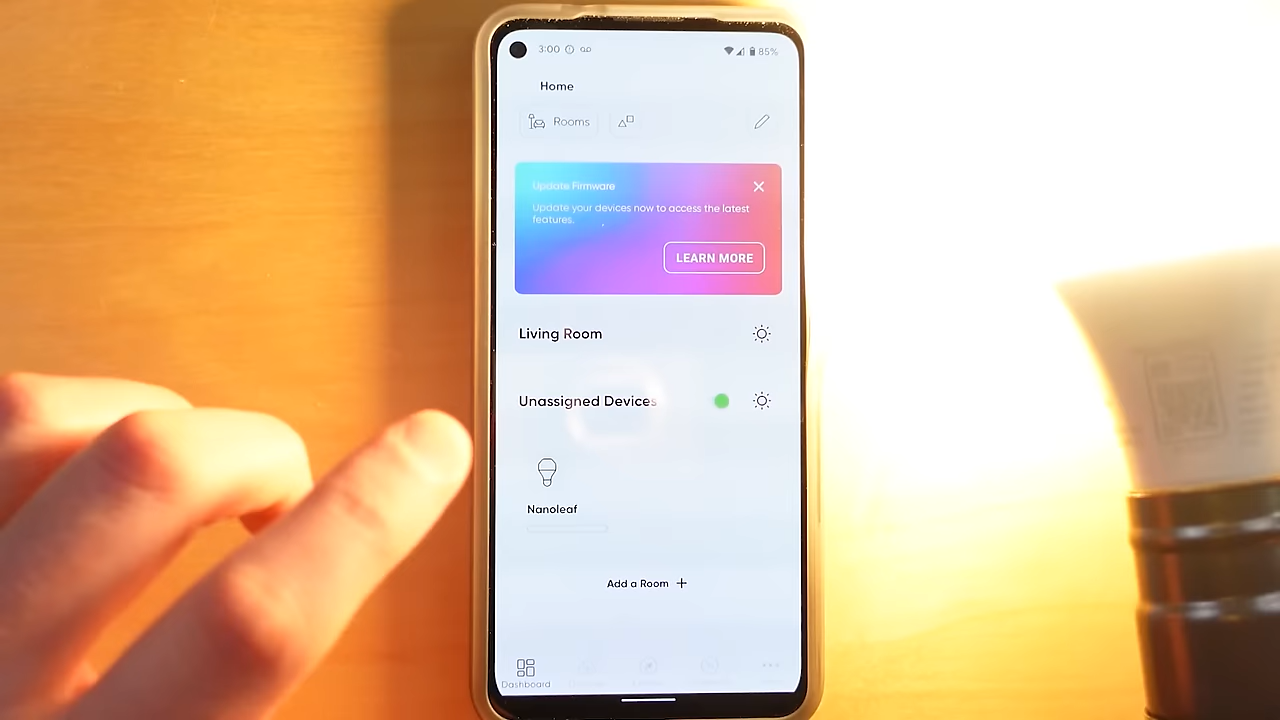 3:00
85%
Home
Rooms
Update Firmware
Update your devices now to access the latest
features.
LEARN MORE
Living Room
Unassigned Devices
Nanoleaf
Add a Room +
Dashboard